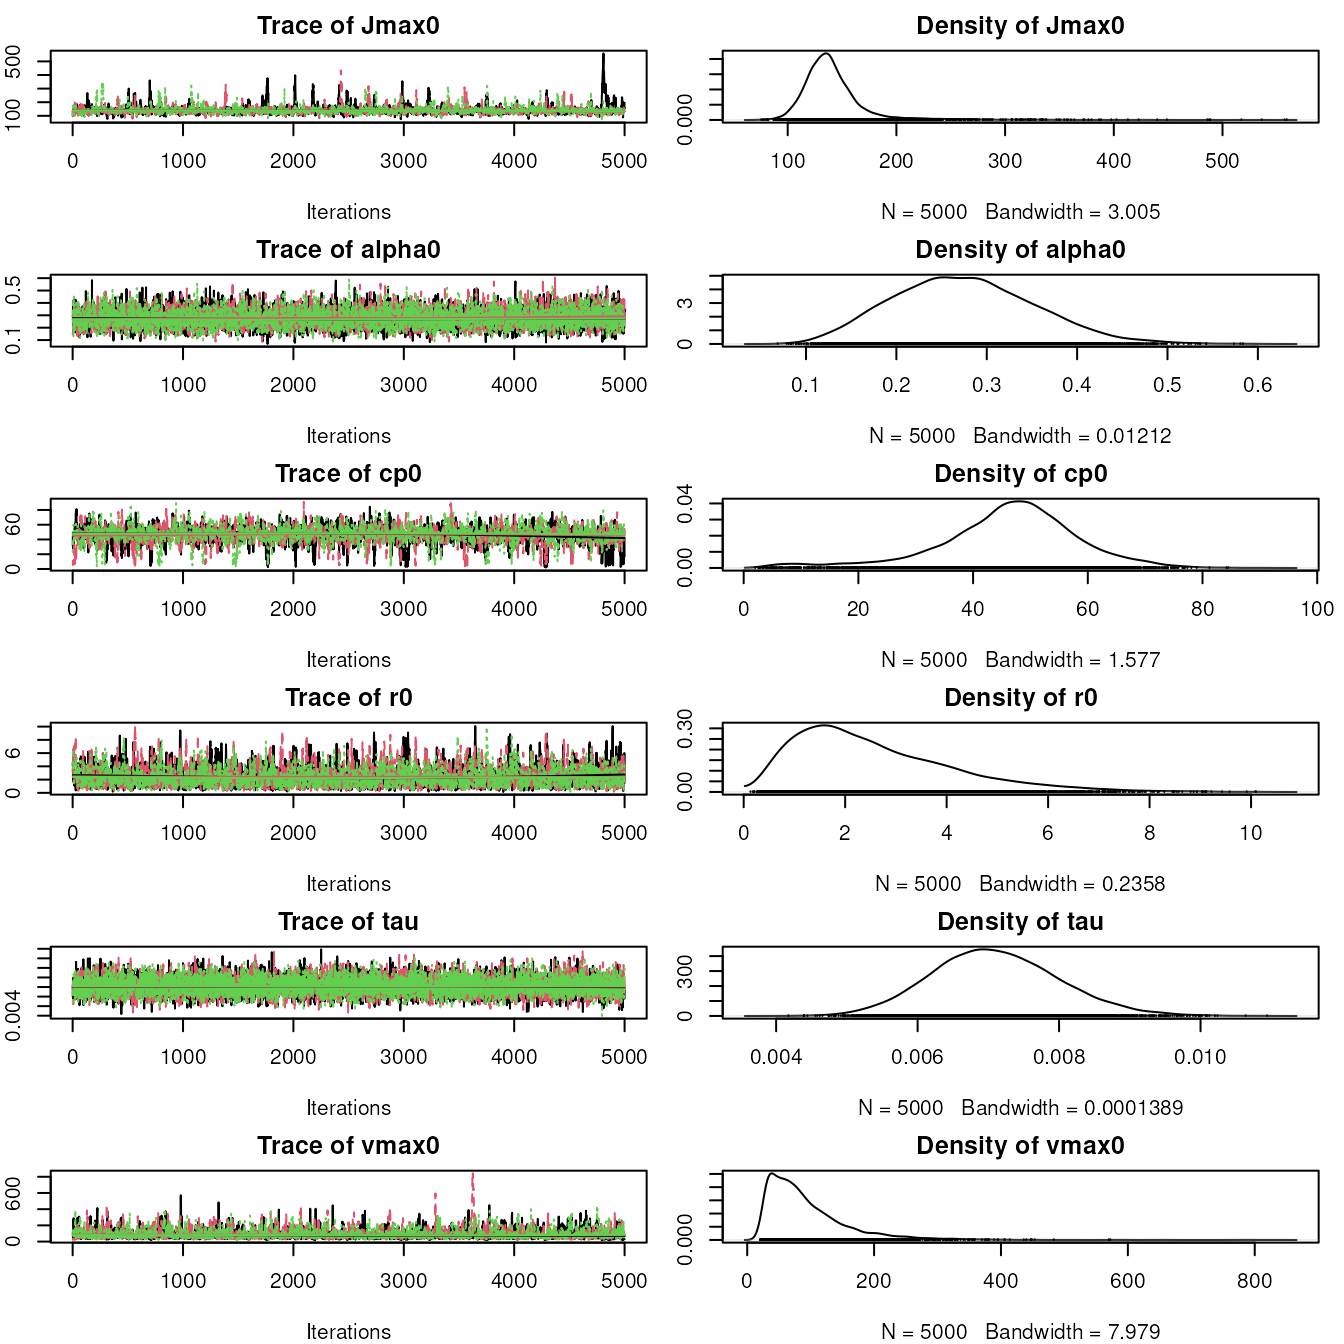 Trace of Jmax0
Density of Jmax0
100 500
0.000
0 1000 2000 3000 4000 5000
100 200 300 400 500
Iterations
N = 5000 Bandwidth = 3.005
Trace of alpha0
Density of alpha0
0.1 0.5
0 3
0 1000 2000 3000 4000 5000
0.1 0.2 0.3 0.4 0.5 0.6
Iterations
N = 5000 Bandwidth = 0.01212
Trace of cp0
Density of cp0
0 60
0.00 0.04
0 1000 2000 3000 4000 5000
0 20 40 60 80 100
Iterations
N = 5000 Bandwidth = 1.577
Trace of r0
Density of r0
0 6
0.00 0.30
0 1000 2000 3000 4000 5000
0 2 4 6 8 10
Iterations
N = 5000 Bandwidth = 0.2358
Trace of tau
Density of tau
0.004
0 300
0 1000 2000 3000 4000 5000
0.004 0.006 0.008 0.010
Iterations
N = 5000 Bandwidth = 0.0001389
Trace of vmax0
Density of vmax0
0 600
0.000
0 1000 2000 3000 4000 5000
0 200 400 600 800
Iterations
N = 5000 Bandwidth = 7.979